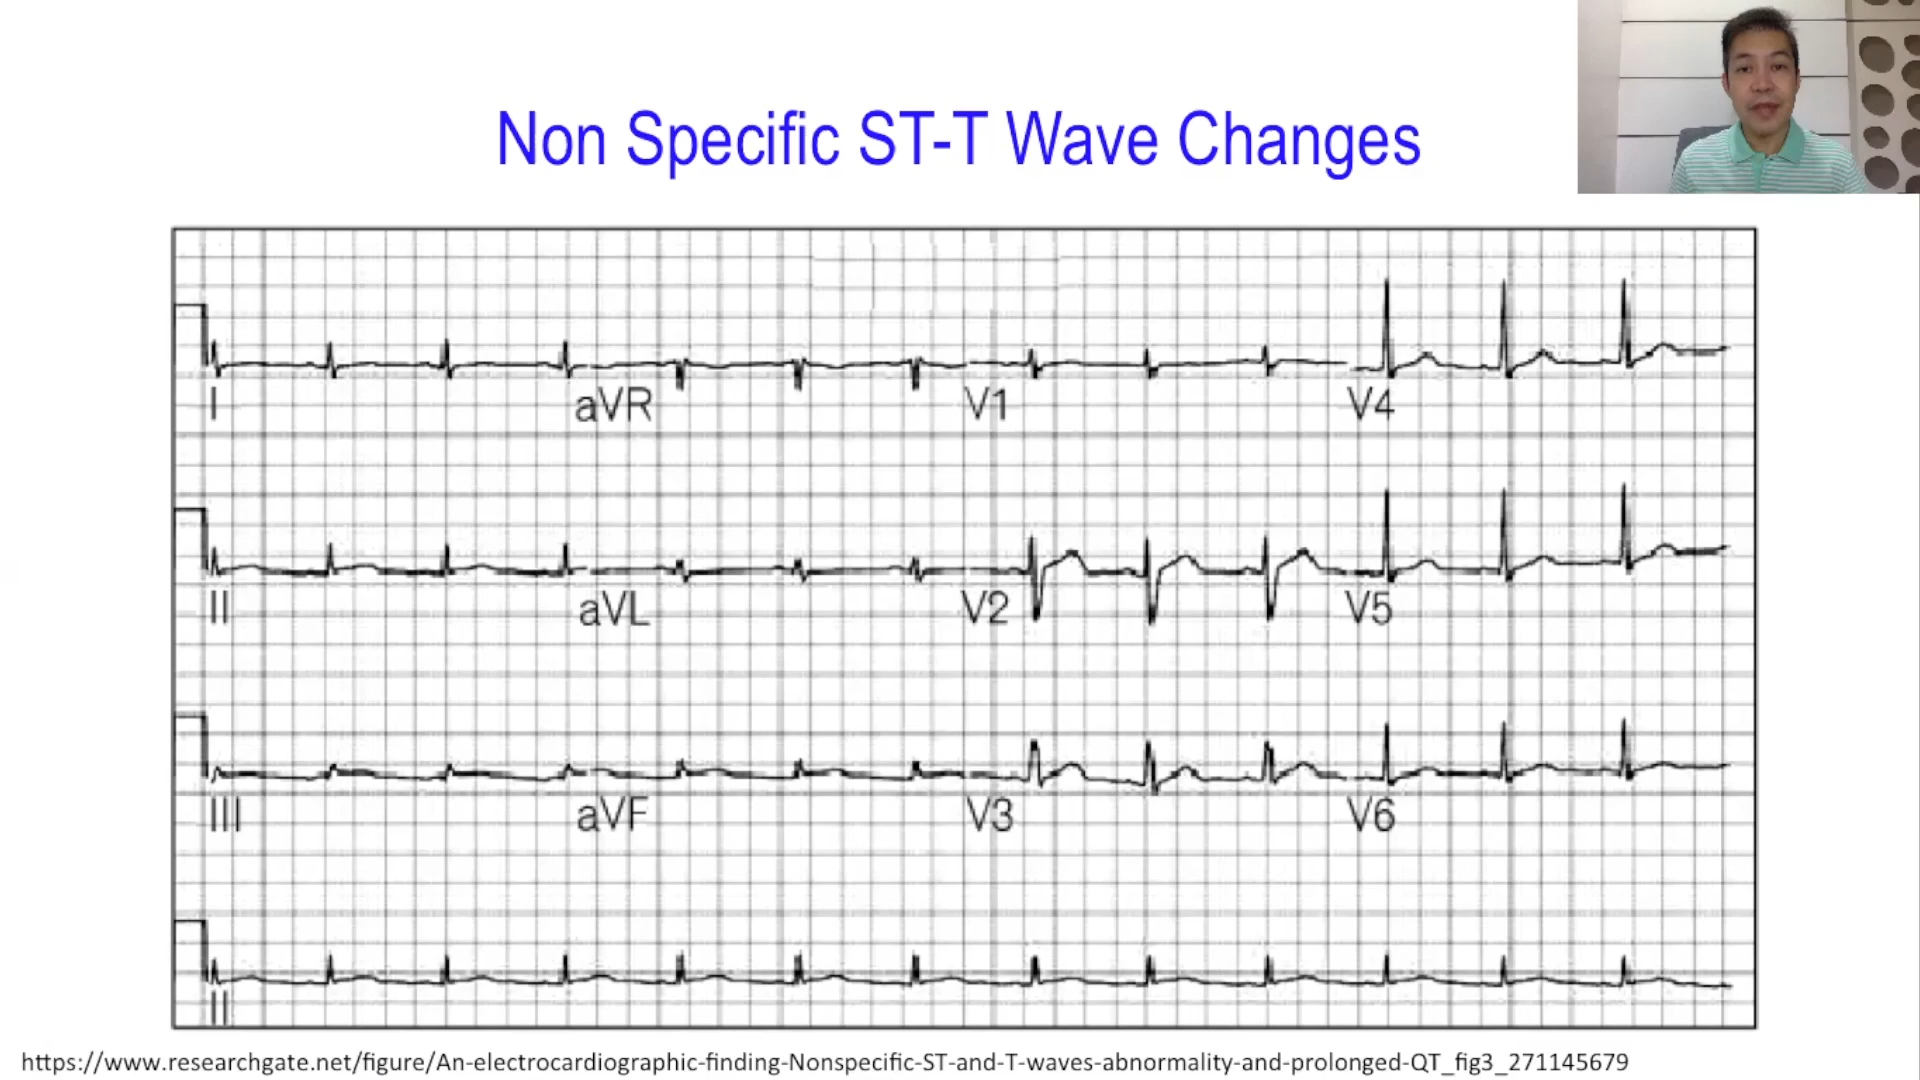 Non Specific ST-T Wave Changes
I
aVR
V1
V4
II
aVL
V2
V5
III
aVF
V3
V6
II
https://www.researchgate.net/figure/An-electrocardiographic-finding-Nonspecific-ST-and-T-waves-abnormality-and-prolonged-QT_fig3_271145679